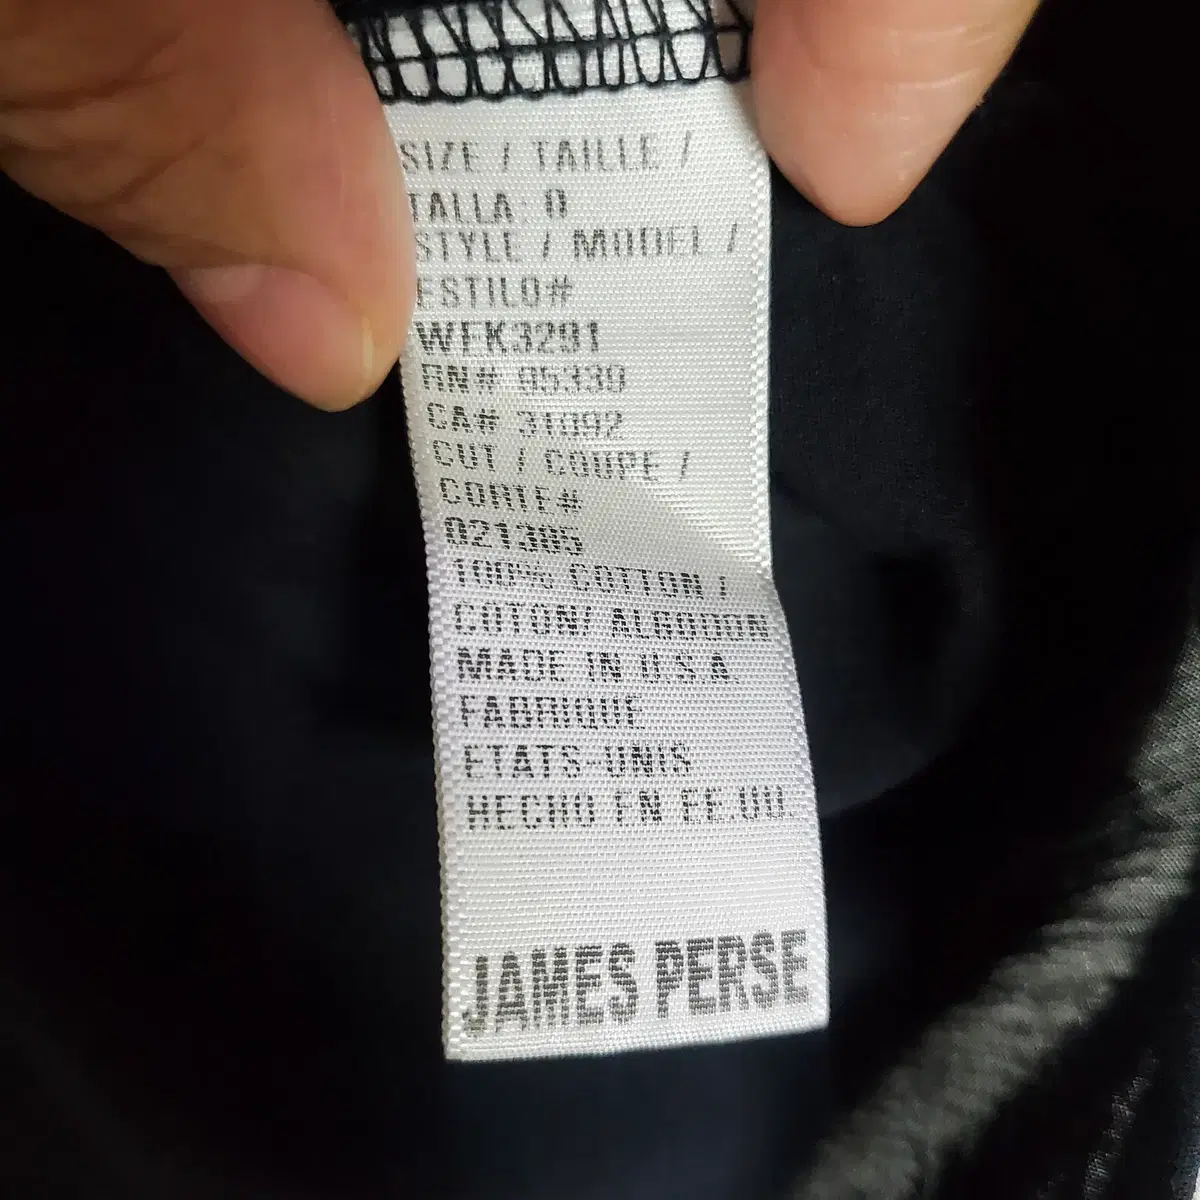 SIZE / TAILLE /
TALLA: 0
STYLE / MODEL /
ESTILO#
WFK3291
RN# 95339
CA# 31092
CUT / COUPE /
CORTE#
021305
100% COTTON /
COTON/ ALGODON
MADE IN U.S.A
FABRIQUE
ETATS-UNIS
HECHO EN EE.UU.
JAMES PERSE